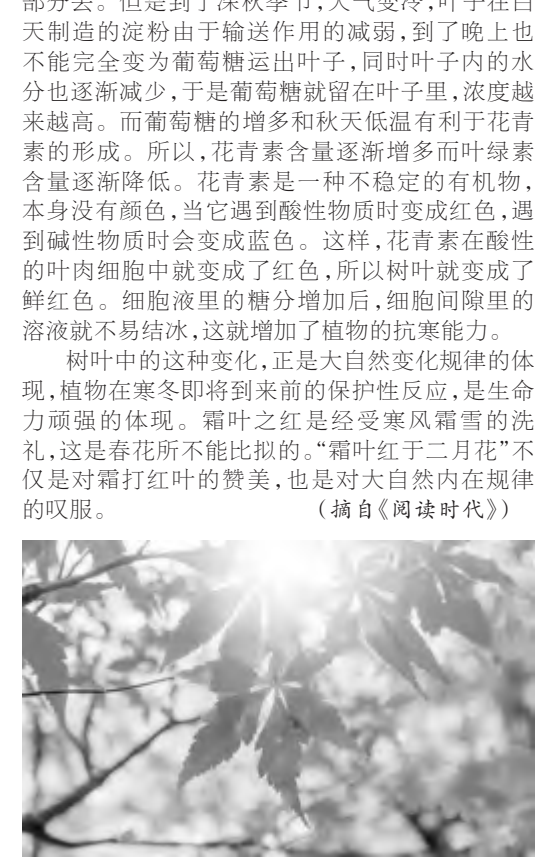 部分去。但是到了深秋季节,天气变冷,叶子在白
天制造的淀粉由于输送作用的减弱,到了晚上也
不能完全变为葡萄糖运出叶子,同时叶子内的水
分也逐渐减少,于是葡萄糖就留在叶子里,浓度越
来越高。而葡萄糖的增多和秋天低温有利于花青
素的形成。所以,花青素含量逐渐增多而叶绿素
含量逐渐降低。花青素是一种不稳定的有机物,
本身没有颜色,当它遇到酸性物质时变成红色,遇
到碱性物质时会变成蓝色。这样,花青素在酸性
的叶肉细胞中就变成了红色,所以树叶就变成了
鲜红色。细胞液里的糖分增加后,细胞间隙里的
溶液就不易结冰,这就增加了植物的抗寒能力。
树叶中的这种变化,正是大自然变化规律的体
现,植物在寒冬即将到来前的保护性反应,是生命
力顽强的体现。霜叶之红是经受寒风霜雪的洗
礼,这是春花所不能比拟的。“霜叶红于二月花”不
仅是对霜打红叶的赞美,也是对大自然内在规律
的叹服。 (摘自《阅读时代》)